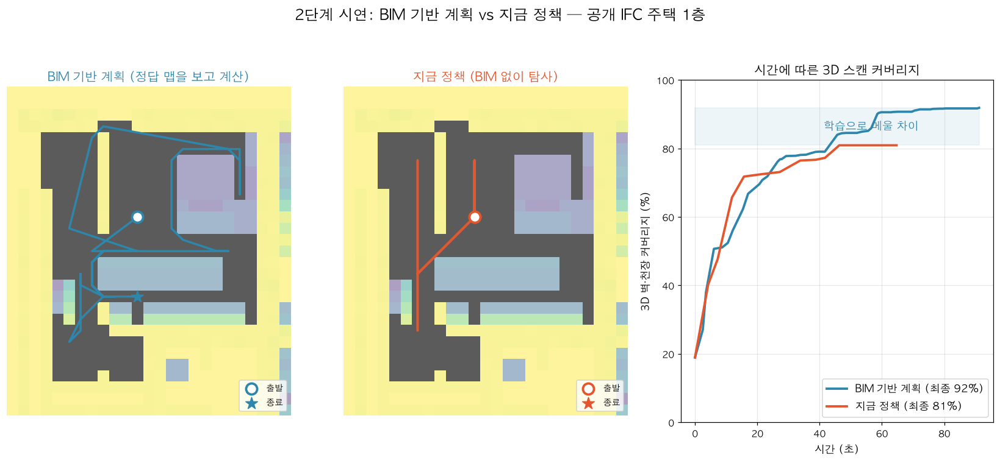 2단계 시연: BIM 기반 계획 vs 지금 정책 — 공개 IFC 주택 1층
BIM 기반 계획 (정답 맵을 보고 계산)
출발
종료
지금 정책 (BIM 없이 탐사)
출발
종료
시간에 따른 3D 스캔 커버리지
3D 벽·천장 커버리지 (%)
100
80
60
40
20
0
학습으로 메울 차이
BIM 기반 계획 (최종 92%)
지금 정책 (최종 81%)
0 20 40 60 80
시간 (초)